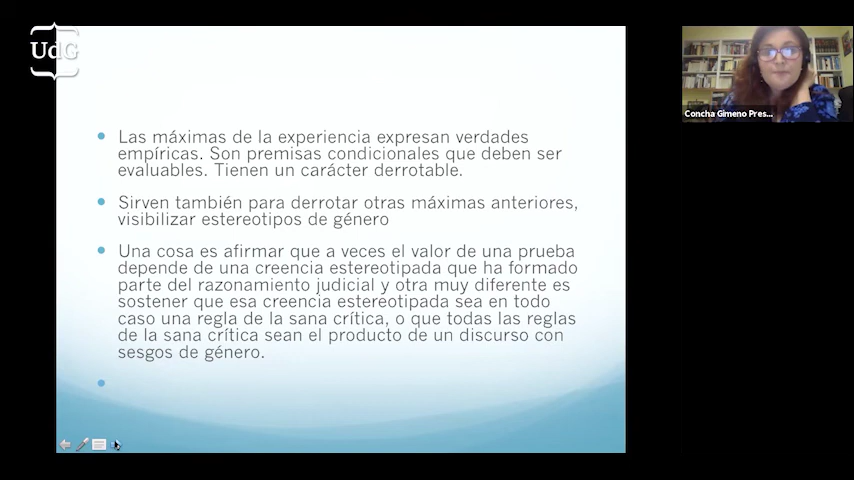 UdG
Concha Gimeno Pres...
Las máximas de la experiencia expresan verdades
empíricas. Son premisas condicionales que deben ser
evaluables. Tienen un carácter derrotable.
Sirven también para derrotar otras máximas anteriores,
visibilizar estereotipos de género
Una cosa es afirmar que a veces el valor de una prueba
depende de una creencia estereotipada que ha formado
parte del razonamiento judicial y otra muy diferente es
sostener que esa creencia estereotipada sea en todo
caso una regla de la sana crítica, o que todas las reglas
de la sana crítica sean el producto de un discurso con
sesgos de género.